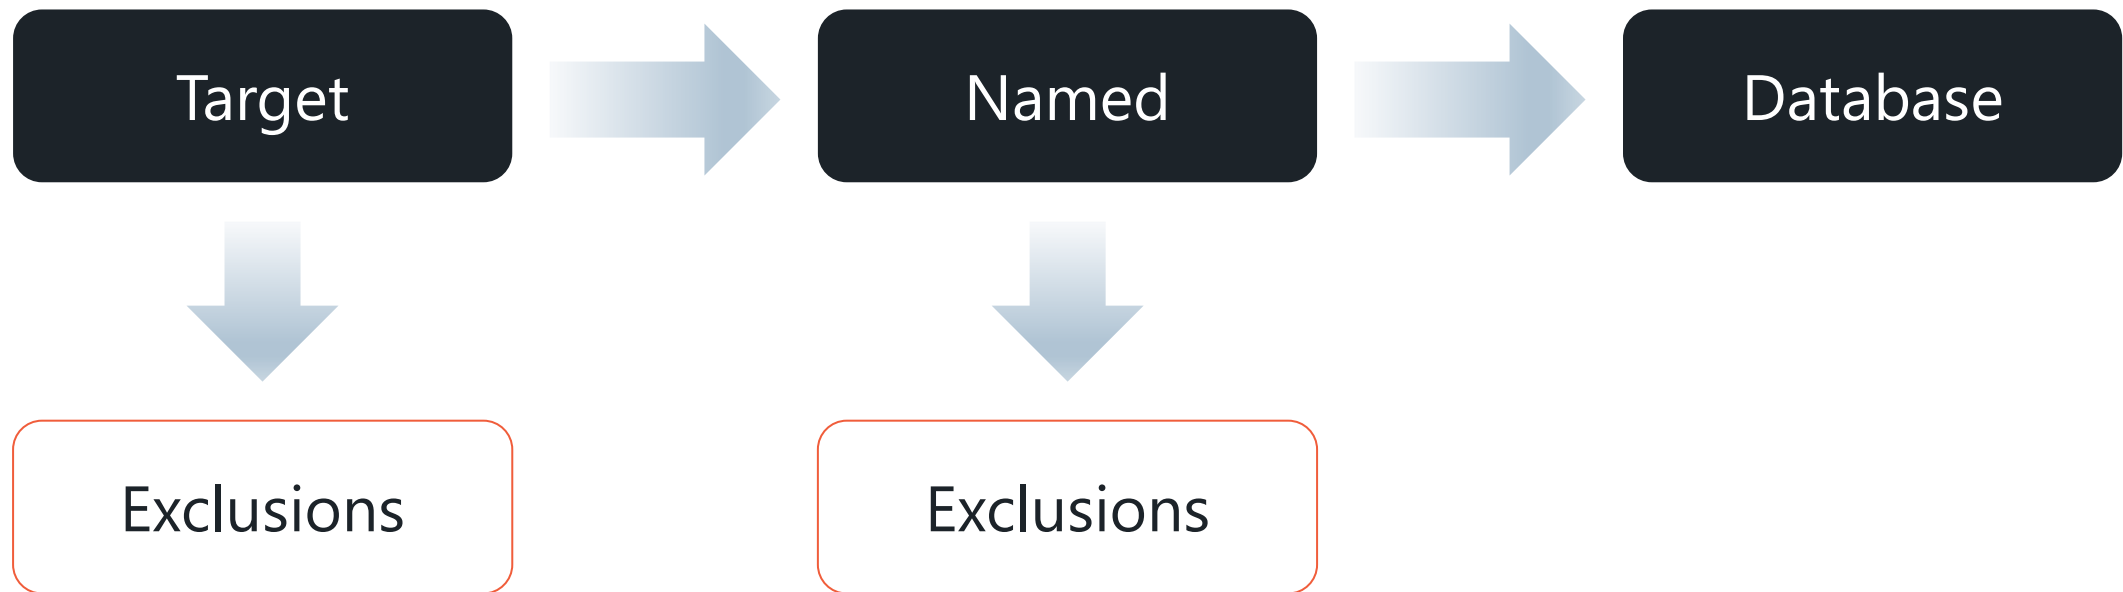 Target
Named
Database
Exclusions
Exclusions